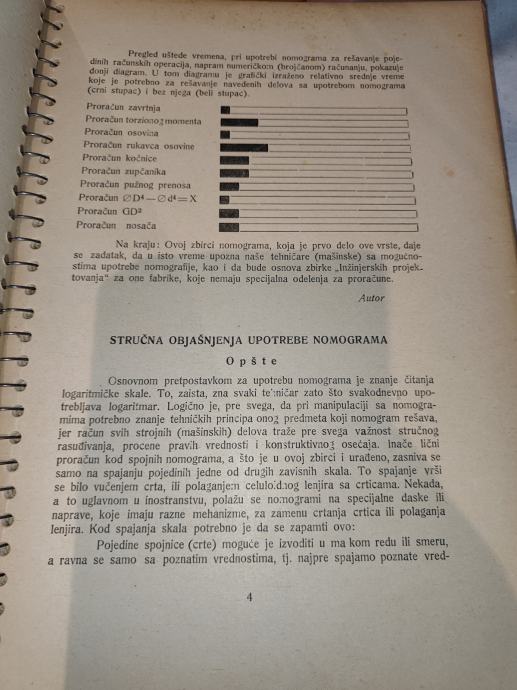 Pregled uštede vremena, pri upotrebi nomograma za rešavanje poje-
dinih računskih operacija, napram numeričkom (brojčanom) računanju, pokazuje
donji diagram. U tom diagramu je grafički izraženo relativno srednje vreme
koje je potrebno za rešavanje navedenih delova sa upotrebom nomograma
(crni stupac) i bez njega (beli stupac).
Proračun zavrtnja
Proračun torzionog momenta
Proračun osovina
Proračun rukavca osovine
Proračun kočnice
Proračun zupčanika
Proračun pužnog prenosa
Proračun ∅D⁴—∅d⁴=X
Proračun GD²
Proračun nosača
Na kraju: Ovoj zbirci nomograma, koja je prvo delo ove vrste, daje
se zadatak, da u isto vreme upozna naše tehničare (mašinske) sa mogućno-
stima upotrebe nomografije, kao i da bude osnova zbirke „Inžinjerskih projek-
tovanja“ za one fabrike, koje nemaju specijalna odelenja za proračune.
Autor
STRUČNA OBJAŠNJENJA UPOTREBE NOMOGRAMA
Opšte
Osnovnom pretpostavkom za upotrebu nomograma je znanje čitanja
logaritmičke skale. To, zaista, zna svaki tehničar zato što svakodnevno upo-
trebljava logaritmar. Logično je, pre svega, da pri manipulaciji sa nomogra-
mima potrebno znanje tehničkih principa onog predmeta koji nomogram rešava,
jer račun svih strojnih (mašinskih) delova traže pre svega važnost stručnog
rasuđivanja, procene pravih vrednosti i konstruktivnog osećaja. Inače lični
proračun kod nomograma, a što je u ovoj zbirci i urađeno, zasniva se
samo na spajanju pojedinih jedne od drugih zavisnih skala. To spajanje vrši
se bilo vučenjem crta, ili polaganjem celuloidnog lenjira sa crticama. Nekada,
a to uglavnom u inostranstvu, polažu se nomogrami na specijalne daske ili
naprave, koje imaju razne mehanizme, za zamenu crtanja crtica ili polaganja
lenjira. Kod spajanja skala potrebno je da se zapamti ovo:
Pojedine spojnice (crte) moguće je izvoditi u ma kom redu ili smeru,
a ravna se samo sa poznatim vrednostima, tj. najpre spajamo poznate vred-
4